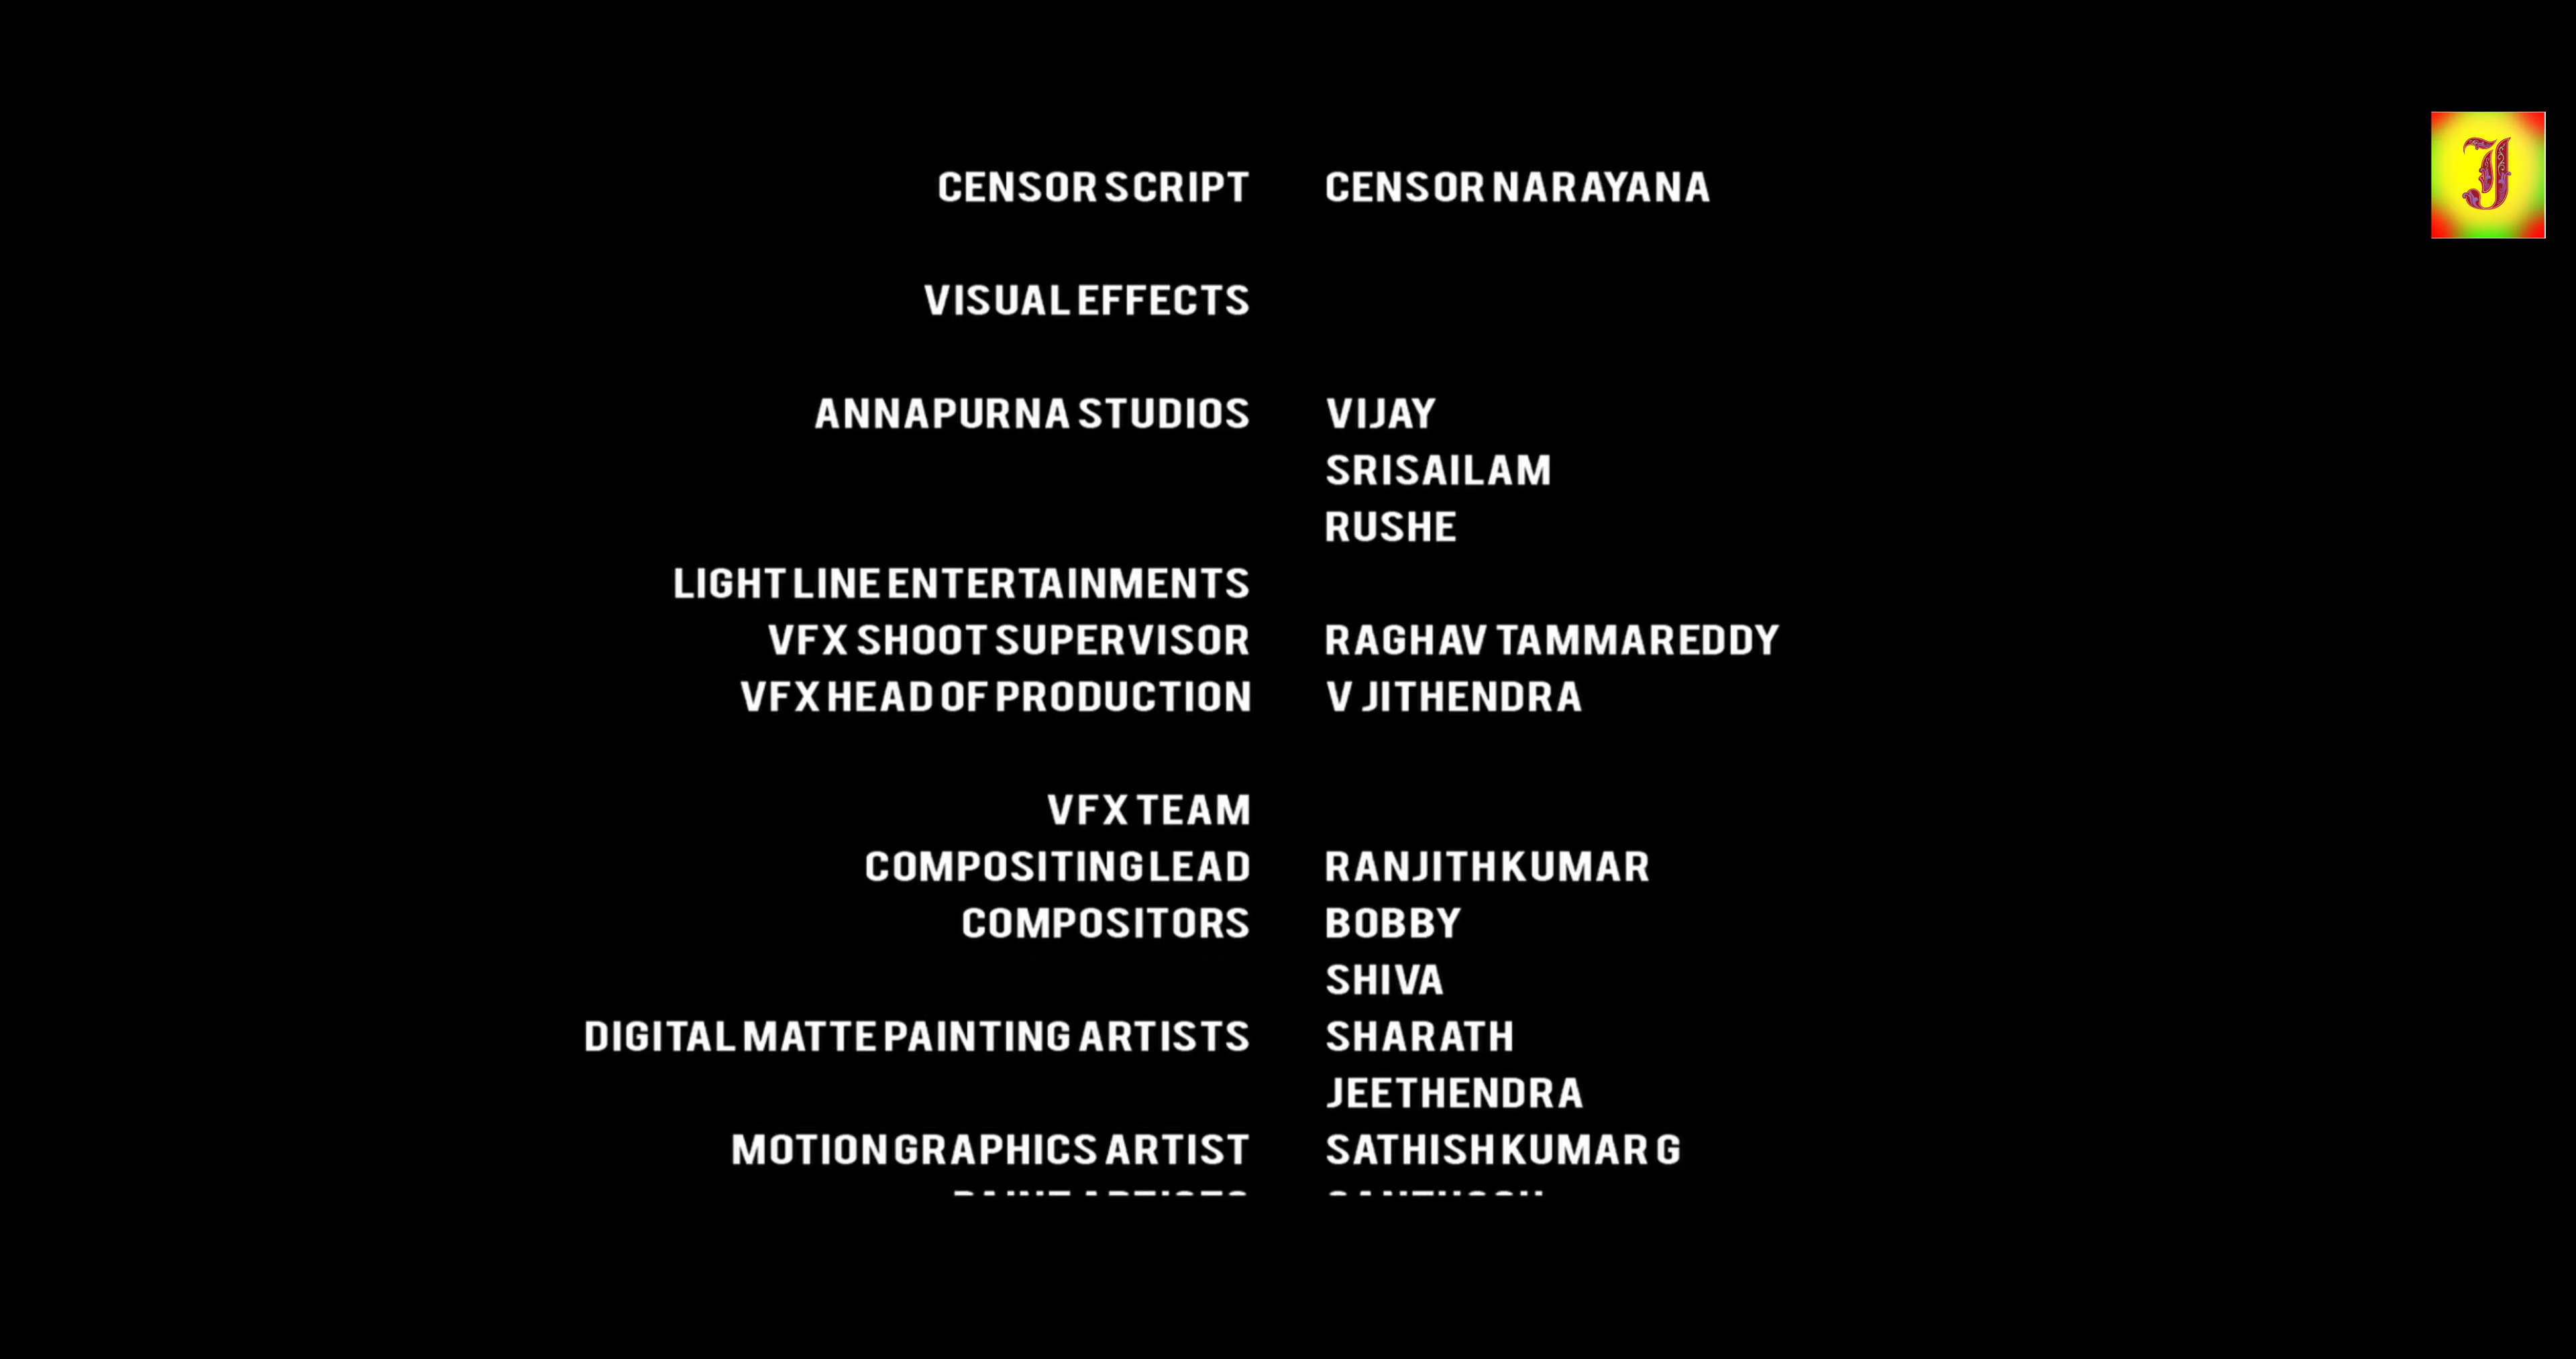 CENSOR SCRIPT CENSOR NARAYANA
VISUAL EFFECTS
ANNAPURNA STUDIOS VIJAY
SRISAILAM
RUSHE
LIGHT LINE ENTERTAINMENTS
VFX SHOOT SUPERVISOR RAGHAV TAMMAREDDY
VFX HEAD OF PRODUCTION V JITHENDRA
VFX TEAM
COMPOSITING LEAD RANJITHKUMAR
COMPOSITORS BOBBY
SHIVA
DIGITAL MATTE PAINTING ARTISTS SHARATH
JEETHENDRA
MOTION GRAPHICS ARTIST SATHISH KUMAR G